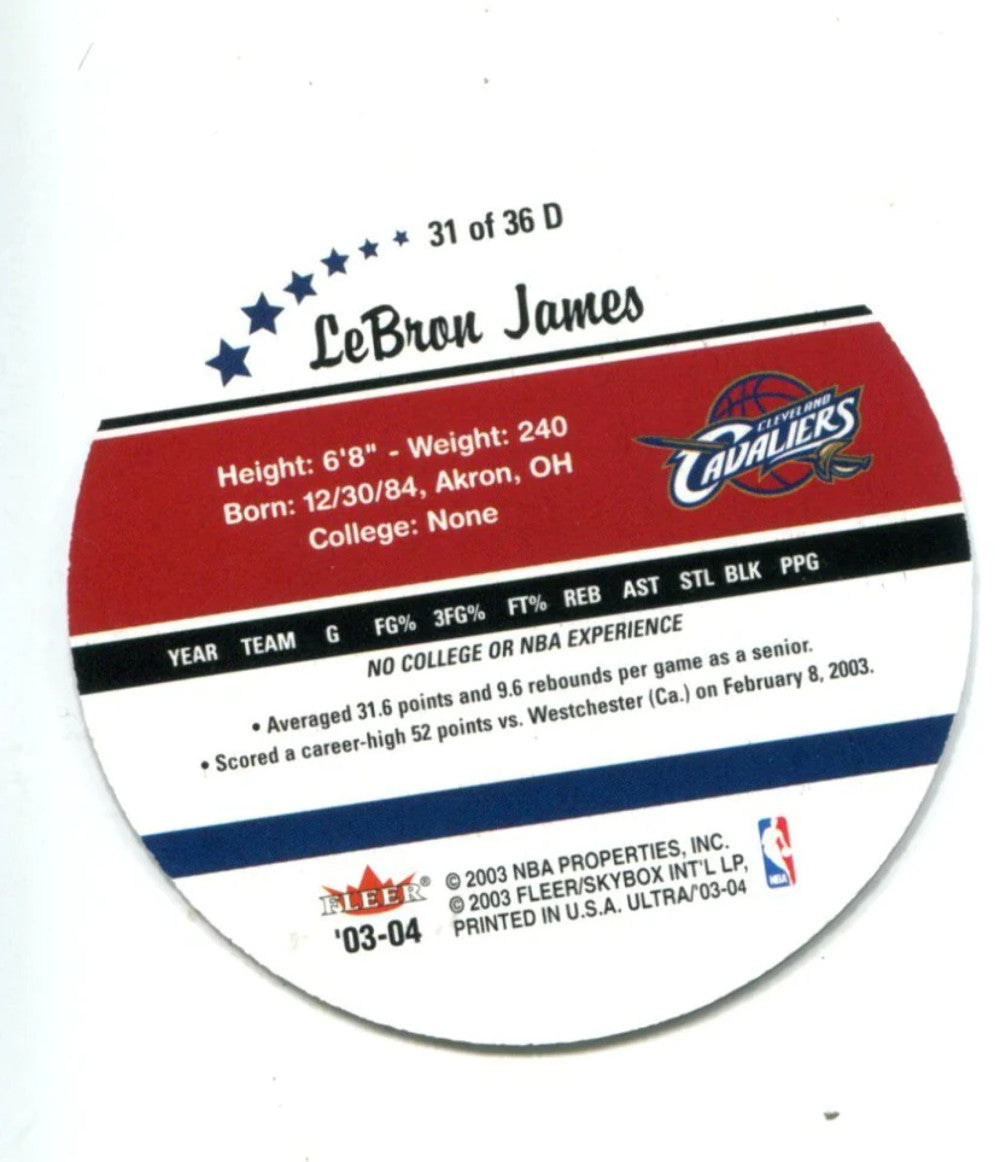 31 of 36 D
LeBron James
Height: 6'8" - Weight: 240
Born: 12/30/84, Akron, OH
College: None
CLEVELAND
CAVALIERS
YEAR TEAM G FG% 3FG% FT% REB AST STL BLK PPG
NO COLLEGE OR NBA EXPERIENCE
• Averaged 31.6 points and 9.6 rebounds per game as a senior.
• Scored a career-high 52 points vs. Westchester (Ca.) on February 8, 2003.
FLEER®
'03-04
© 2003 NBA PROPERTIES, INC.
© 2003 FLEER/SKYBOX INT'L LP,
PRINTED IN U.S.A. ULTRA/'03-04
NBA